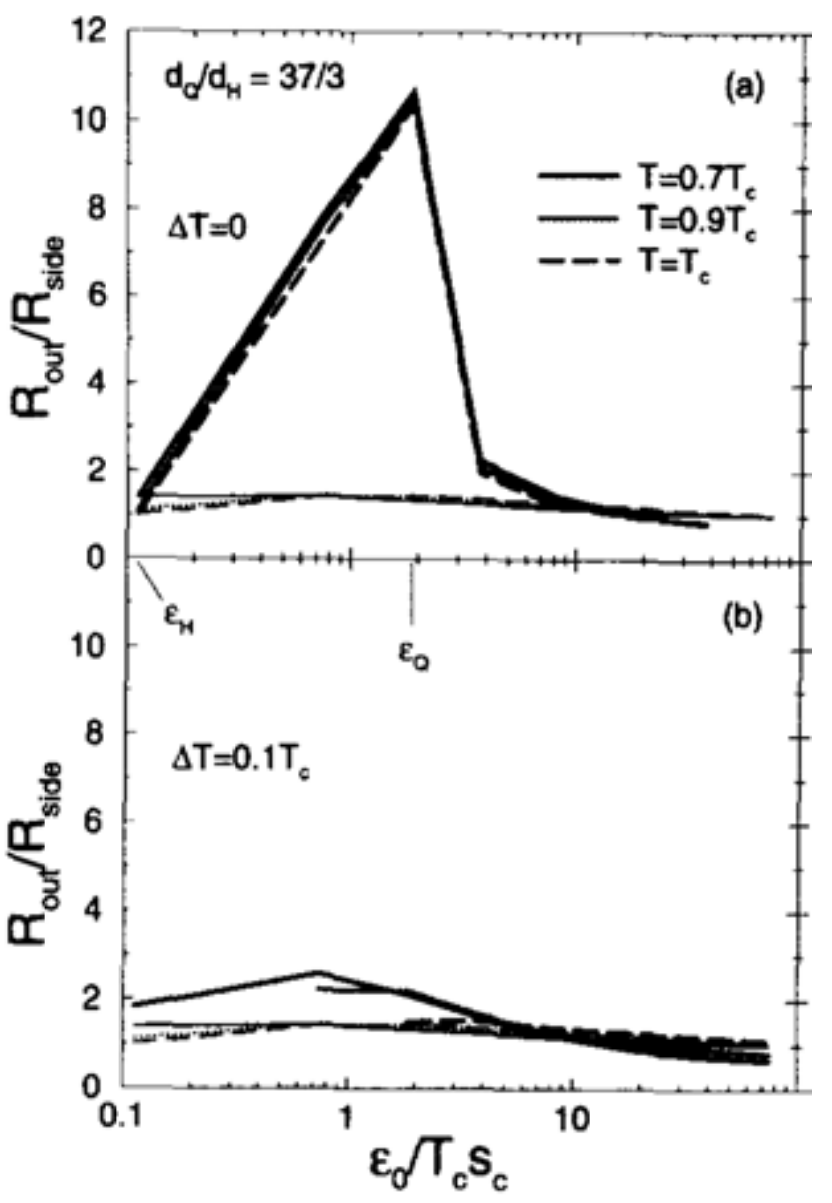 12
d_Q/d_H = 37/3
(a)
10
T=0.7T_c
8
ΔT=0
T=0.9T_c
T=T_c
6
R_out/R_side
4
2
0
ε_H
ε_Q
(b)
10
8
ΔT=0.1T_c
6
R_out/R_side
4
2
0
0.1
1
10
ε_0/T_c s_c